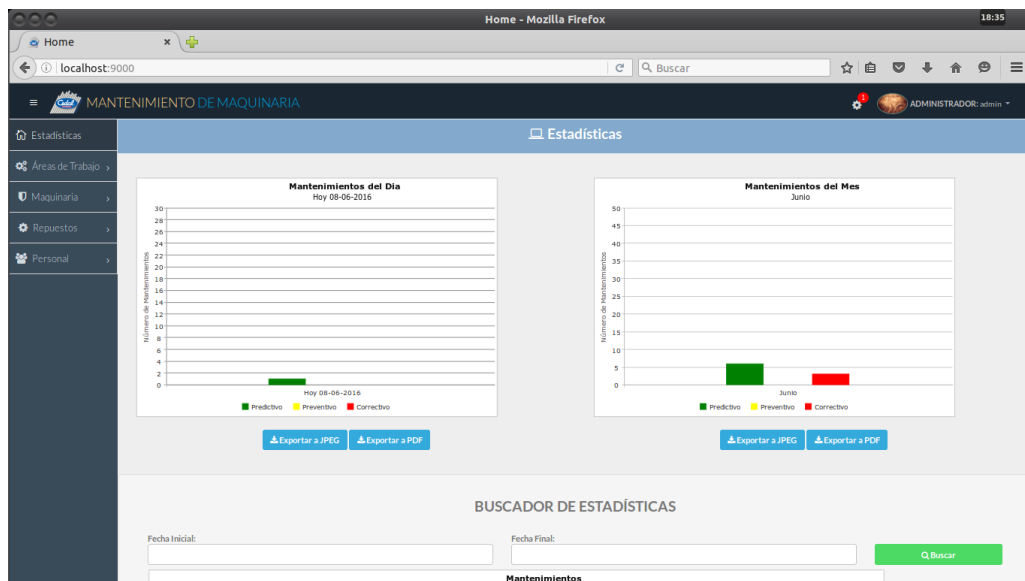 Home - Mozilla Firefox
18:35
Home
localhost:9000
Buscar
MANTENIMIENTO DE MAQUINARIA
1
ADMINISTRADOR: admin
Estadísticas
Áreas de Trabajo
Maquinaria
Repuestos
Personal
Estadísticas
Mantenimientos del Dia
Hoy 08-06-2016
Número de Mantenimientos
30
28
26
24
22
20
18
16
14
12
10
8
6
4
2
0
Hoy 08-06-2016
Predictivo Preventivo Correctivo
Exportar a JPEG Exportar a PDF
Mantenimientos del Mes
Junio
Número de Mantenimientos
50
45
40
35
30
25
20
15
10
5
0
Junio
Predictivo Preventivo Correctivo
Exportar a JPEG Exportar a PDF
BUSCADOR DE ESTADÍSTICAS
Fecha Inicial:
Fecha Final:
Buscar
Mantenimientos